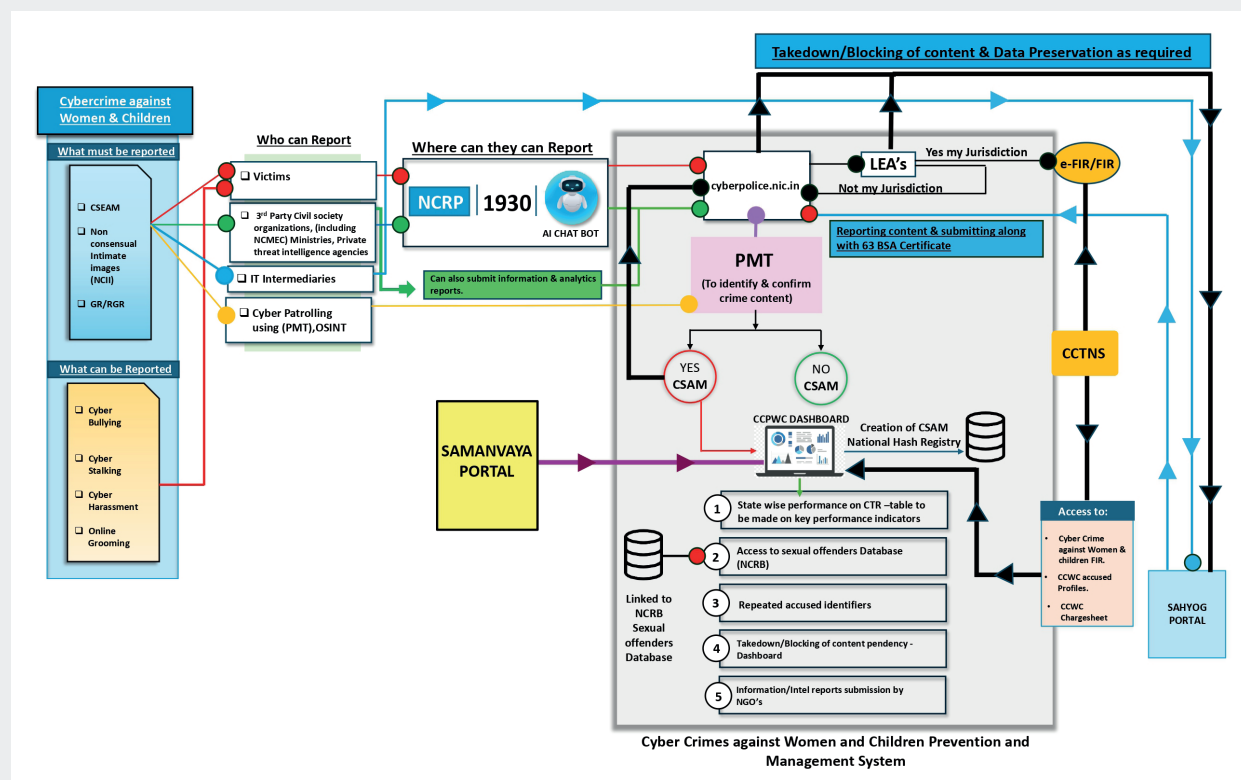 Takedown/Blocking of content & Data Preservation as required
Cybercrime against
Women & Children
What must be reported
❑ CSEAM
❑ Non
consensual
Intimate
images
(NCII)
❑ GR/RGR
What can be Reported
❑ Cyber
Bullying
❑ Cyber
Stalking
❑ Cyber
Harassment
❑ Online
Grooming
Who can Report
❑ Victims
❑ 3rd Party Civil society
organizations, (including
NCMEC) Ministries, Private
threat intelligence agencies
❑ IT Intermediaries
❑ Cyber Patrolling
using (PMT),OSINT
Where can they can Report
NCRP
1930
AI CHAT BOT
Can also submit information & analytics
reports.
cyberpolice.nic.in
LEA's
Yes my Jurisdiction
Not my Jurisdiction
e-FIR/FIR
Reporting content & submitting along
with 63 BSA Certificate
PMT
(To identify & confirm
crime content)
YES
CSAM
NO
CSAM
CCTNS
SAMANVAYA
PORTAL
CCPWC DASHBOARD
Creation of CSAM
National Hash Registry
1
State wise performance on CTR –table to
be made on key performance indicators
2
Access to sexual offenders Database
(NCRB)
3
Repeated accused identifiers
4
Takedown/Blocking of content pendency -
Dashboard
5
Information/Intel reports submission by
NGO's
Linked to
NCRB
Sexual
offenders
Database
Access to:
• Cyber Crime
against Women &
children FIR.
• CCWC accused
Profiles.
• CCWC
Chargesheet
SAHYOG
PORTAL
Cyber Crimes against Women and Children Prevention and
Management System